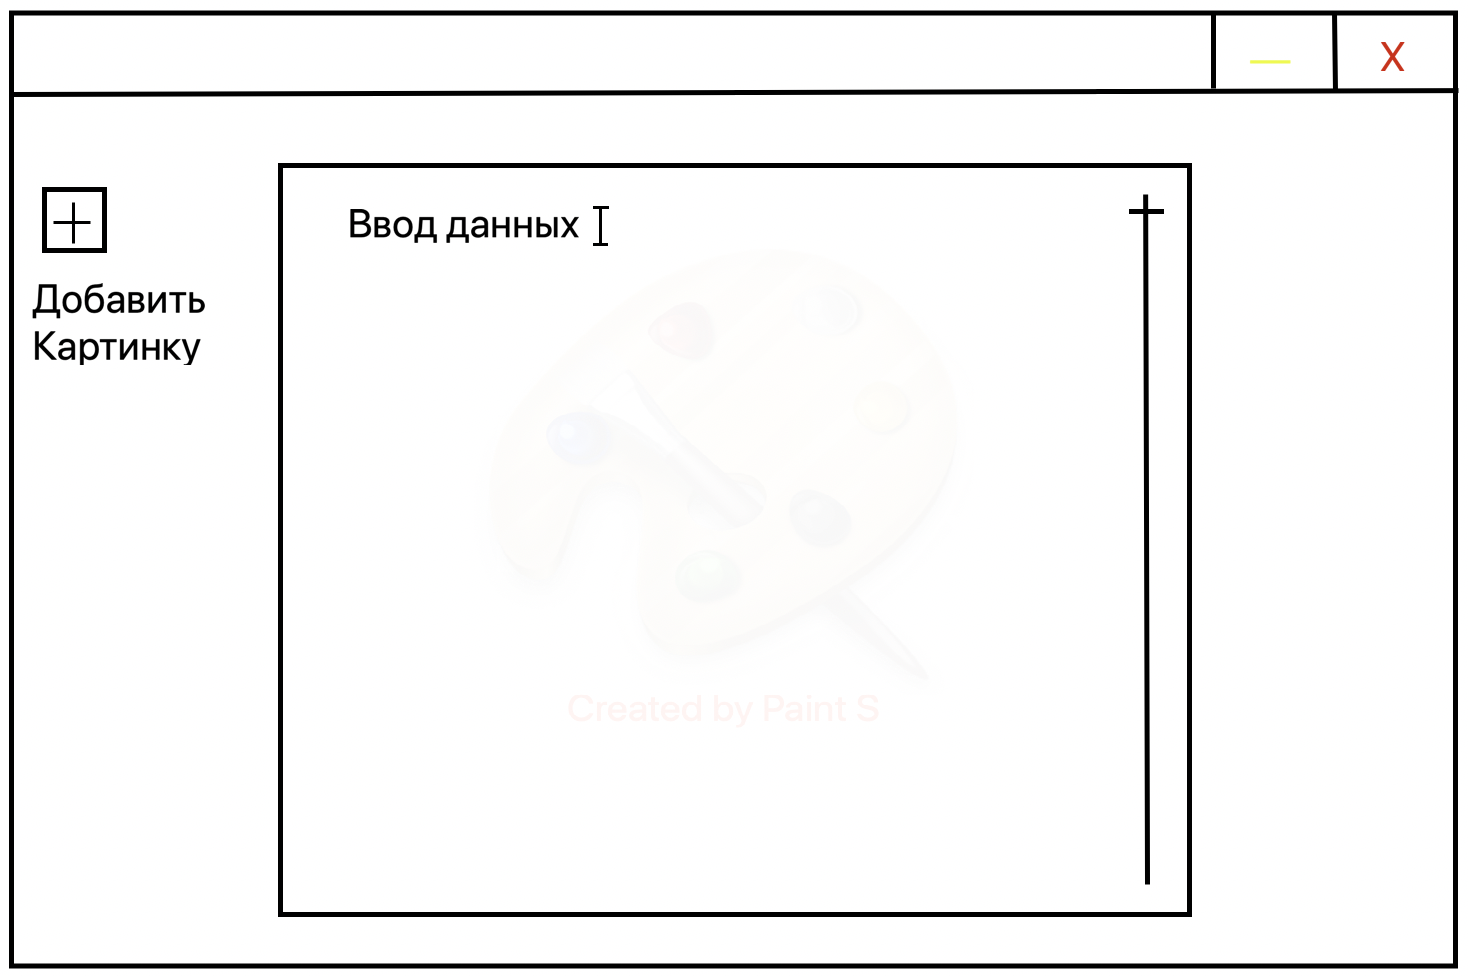 X
Ввод данных
Добавить
Картинку
Created by Paint S